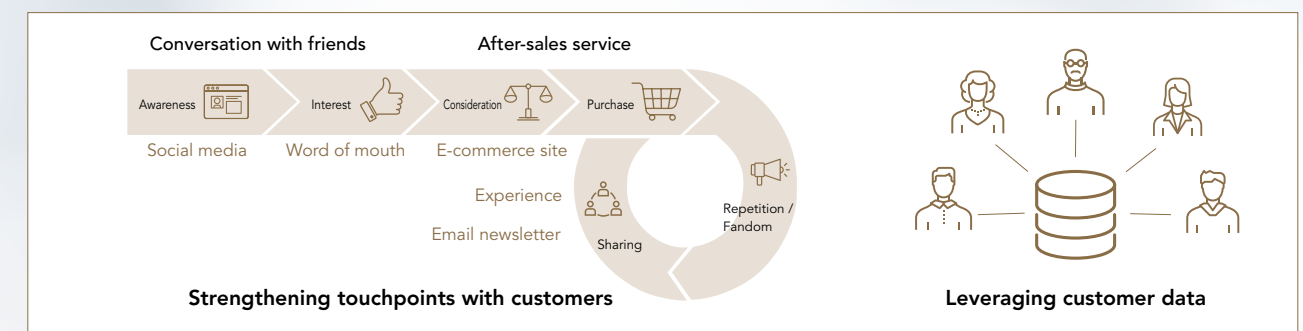 Conversation with friends
After-sales service
Awareness
Interest
Consideration
Purchase
Social media
Word of mouth
E-commerce site
Experience
Email newsletter
Repetition /
Fandom
Sharing
Strengthening touchpoints with customers
Leveraging customer data